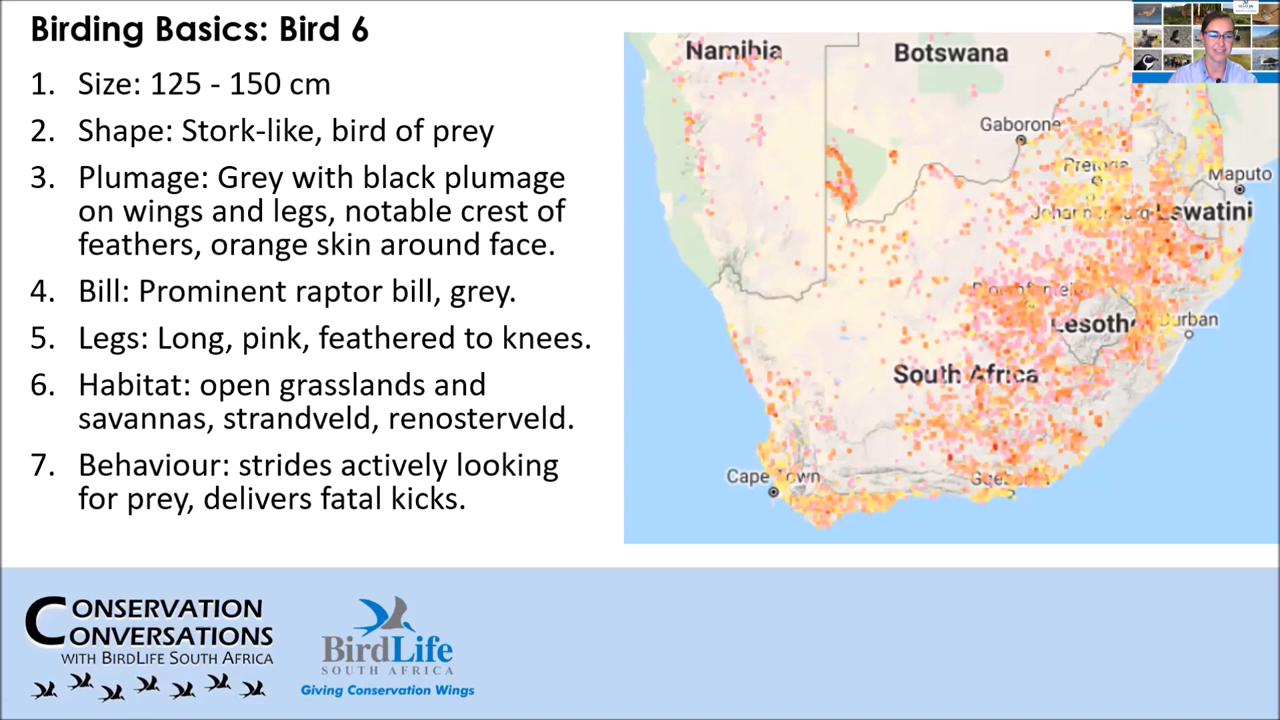 Birding Basics: Bird 6
1. Size: 125 - 150 cm
2. Shape: Stork-like, bird of prey
3. Plumage: Grey with black plumage
on wings and legs, notable crest of
feathers, orange skin around face.
4. Bill: Prominent raptor bill, grey.
5. Legs: Long, pink, feathered to knees.
6. Habitat: open grasslands and
savannas, strandveld, renosterveld.
7. Behaviour: strides actively looking
for prey, delivers fatal kicks.
Namibia
Botswana
Gaborone
Pretoria
Maputo
Johannesburg
Eswatini
Bloemfontein
Lesotho
Durban
South Africa
Cape Town
CONSERVATION
CONVERSATIONS
WITH BIRDLIFE SOUTH AFRICA
BirdLife
SOUTH AFRICA
Giving Conservation Wings